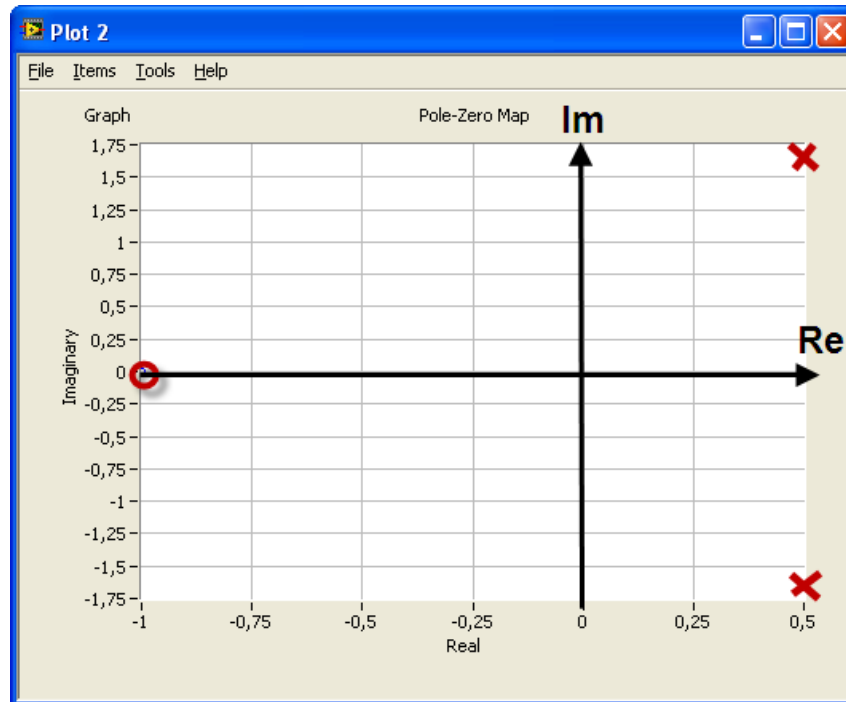 Plot 2
File Items Tools Help
Graph
Pole-Zero Map
Im
1,75
1,5
1,25
1
0,75
0,5
0,25
0
-0,25
-0,5
-0,75
-1
-1,25
-1,5
-1,75
Imaginary
Re
-1 -0,75 -0,5 -0,25 0 0,25 0,5
Real